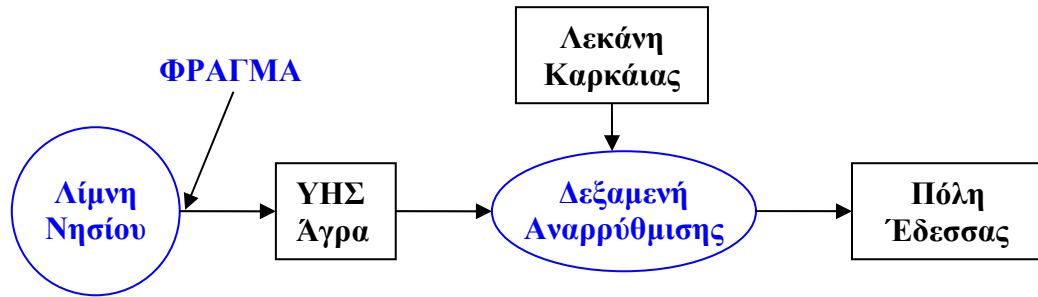 Λεκάνη
Καρκάιας
ΦΡΑΓΜΑ
Λίμνη
Νησίου
ΥΗΣ
Άγρα
Δεξαμενή
Αναρρύθμισης
Πόλη
Έδεσσας